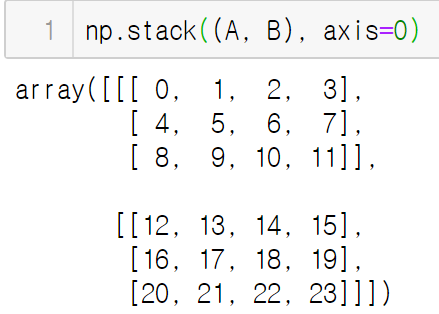 1 np.stack((A, B), axis=0)
array([[[ 0, 1, 2, 3],
[ 4, 5, 6, 7],
[ 8, 9, 10, 11]],
[[12, 13, 14, 15],
[16, 17, 18, 19],
[20, 21, 22, 23]]])